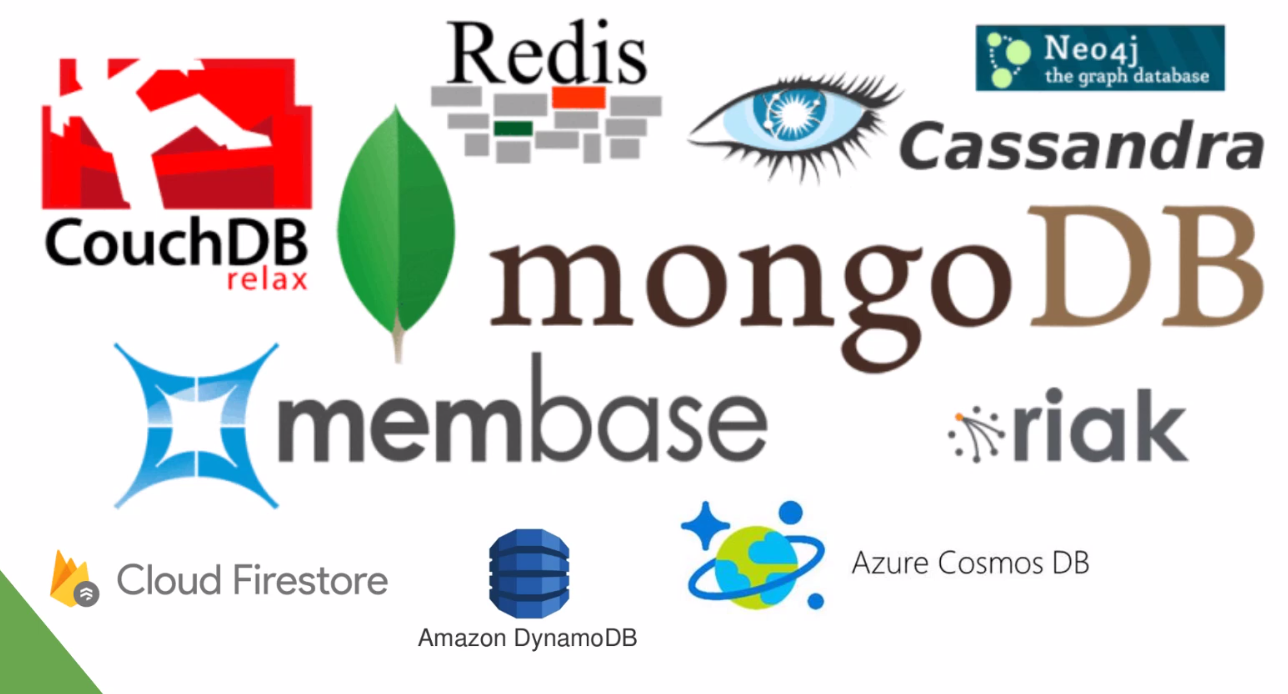 Redis
Neo4j
the graph database
Cassandra
CouchDB
relax
mongoDB
membase
riak
Cloud Firestore
Amazon DynamoDB
Azure Cosmos DB